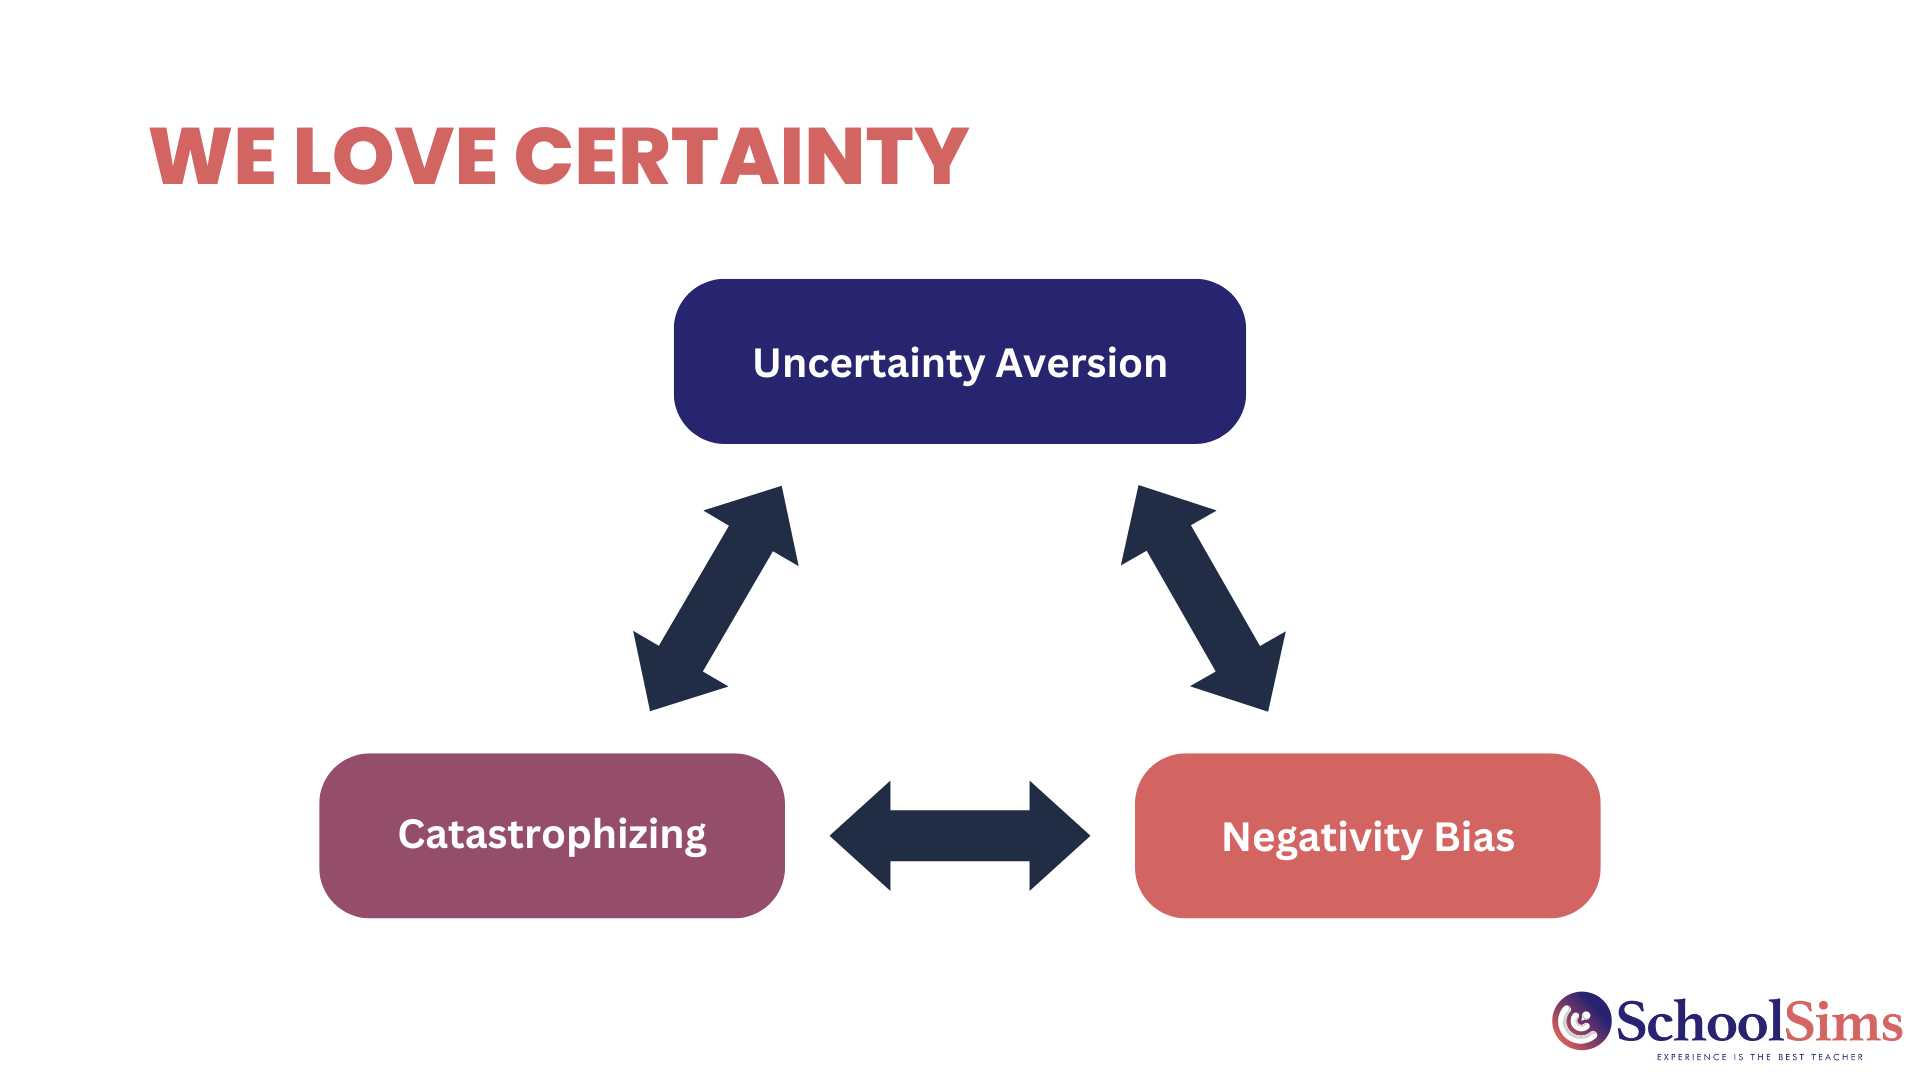 WE LOVE CERTAINTY
Uncertainty Aversion
Catastrophizing
Negativity Bias
SchoolSims
EXPERIENCE IS THE BEST TEACHER